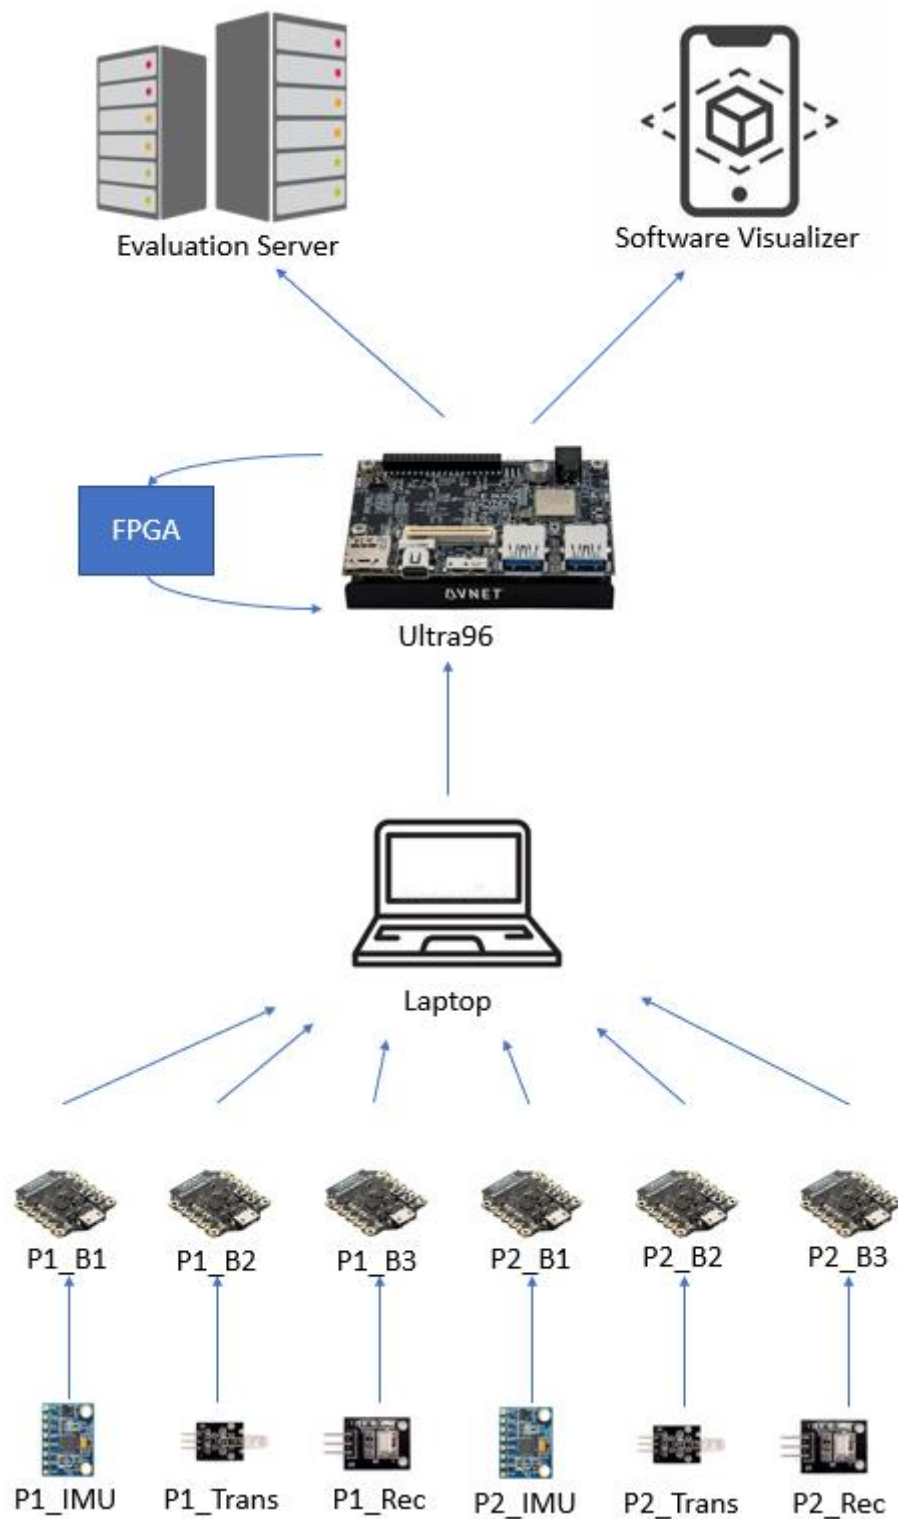 Evaluation Server
Software Visualizer
FPGA
AVNET
Ultra96
Laptop
P1_B1
P1_B2
P1_B3
P2_B1
P2_B2
P2_B3
P1_IMU
P1_Trans
P1_Rec
P2_IMU
P2_Trans
P2_Rec